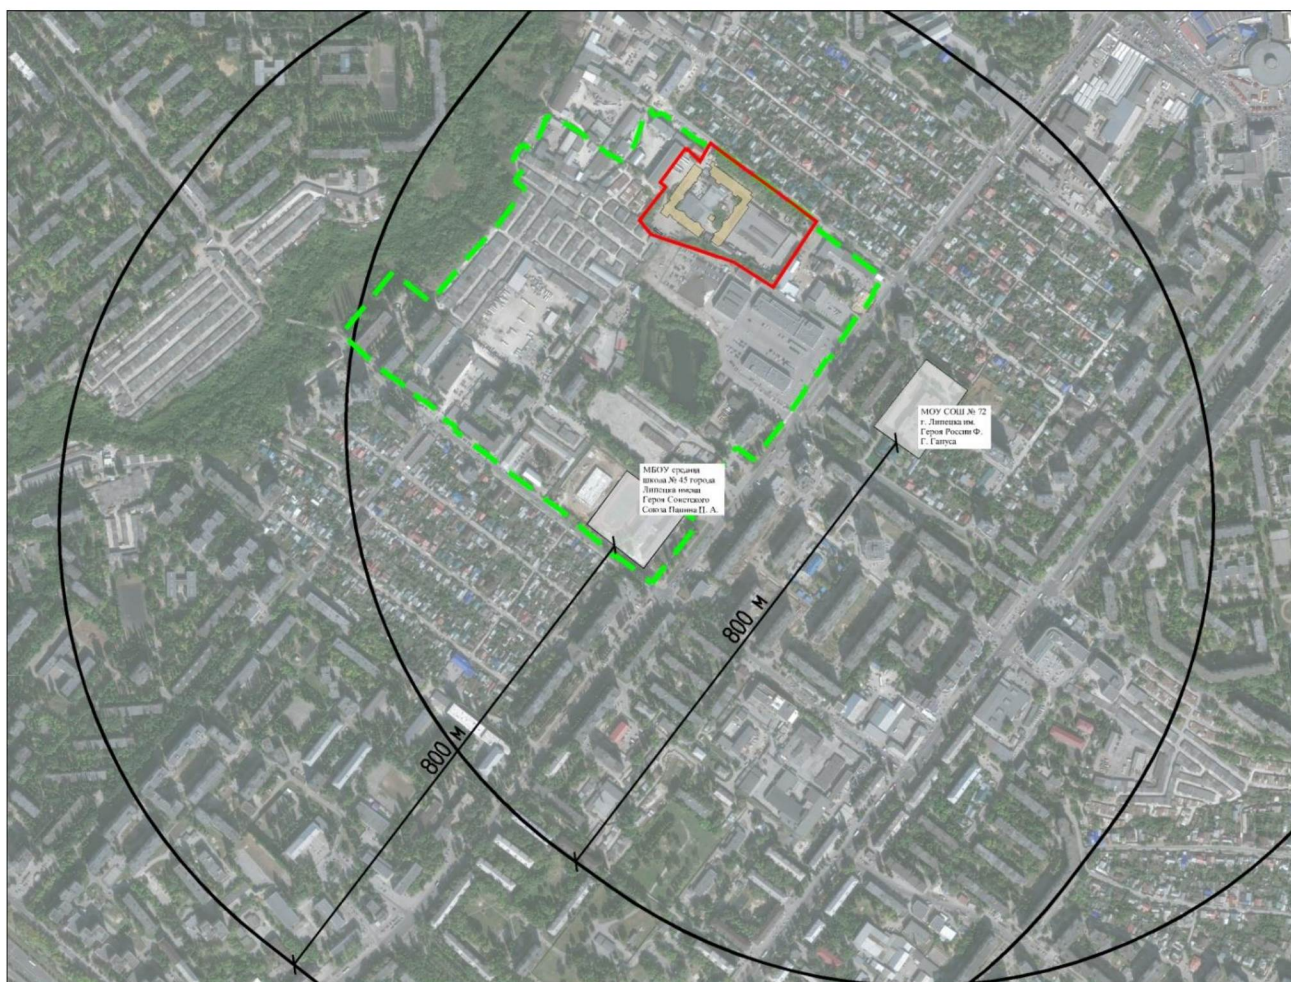 МОУ СОШ № 72
г. Липецка им.
Героя России Ф.
Г. Гапуса
МБОУ средняя
школа № 45 города
Липецка имени
Героя Советского
Союза Панина П. А.
800 м
800 м